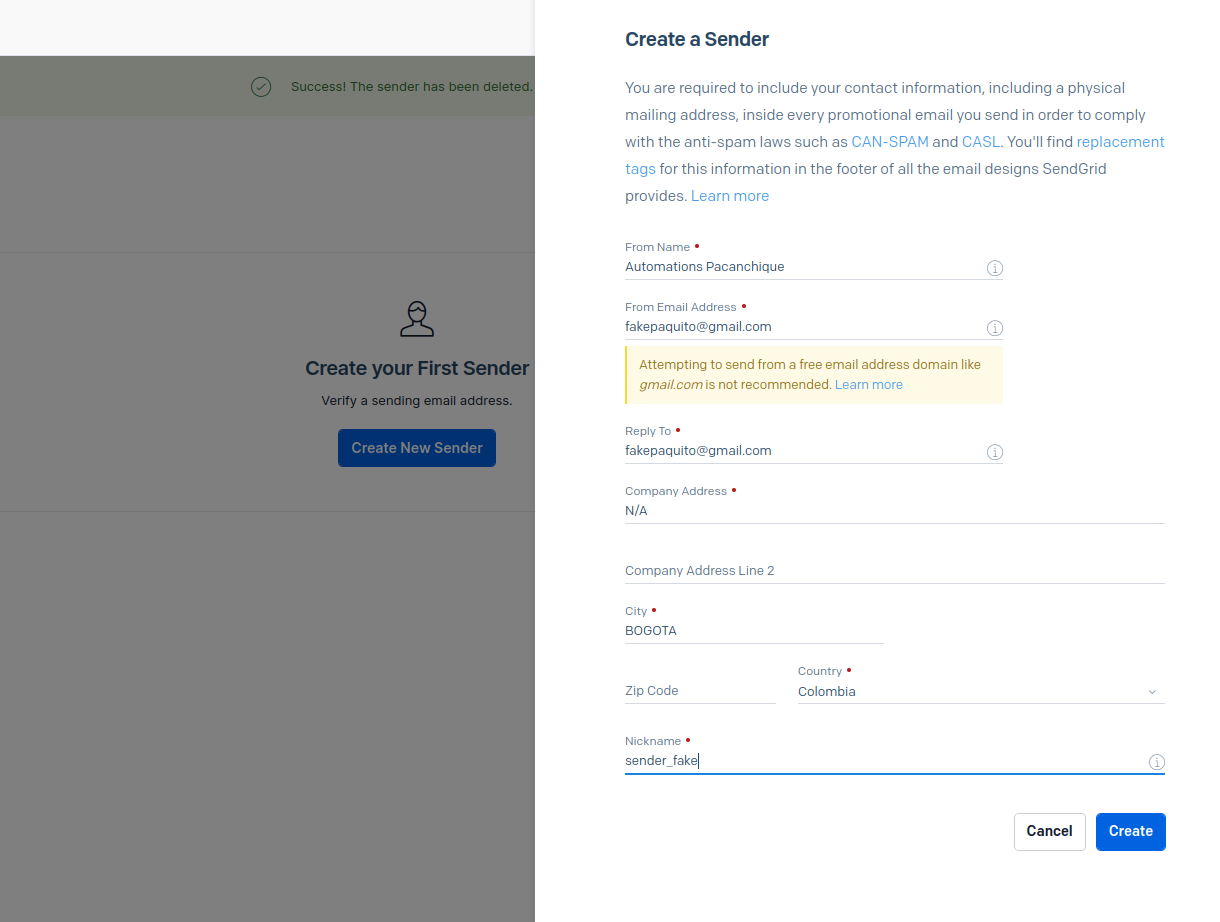 Success! The sender has been deleted.
Create your First Sender
Verify a sending email address.
Create New Sender
Create a Sender
You are required to include your contact information, including a physical
mailing address, inside every promotional email you send in order to comply
with the anti-spam laws such as CAN-SPAM and CASL. You'll find replacement
tags for this information in the footer of all the email designs SendGrid
provides. Learn more
From Name •
Automations Pacanchique
From Email Address •
fakepaquito@gmail.com
Attempting to send from a free email address domain like
gmail.com is not recommended. Learn more
Reply To •
fakepaquito@gmail.com
Company Address •
N/A
Company Address Line 2
City •
BOGOTA
Zip Code
Country •
Colombia
Nickname •
sender_fake
Cancel
Create